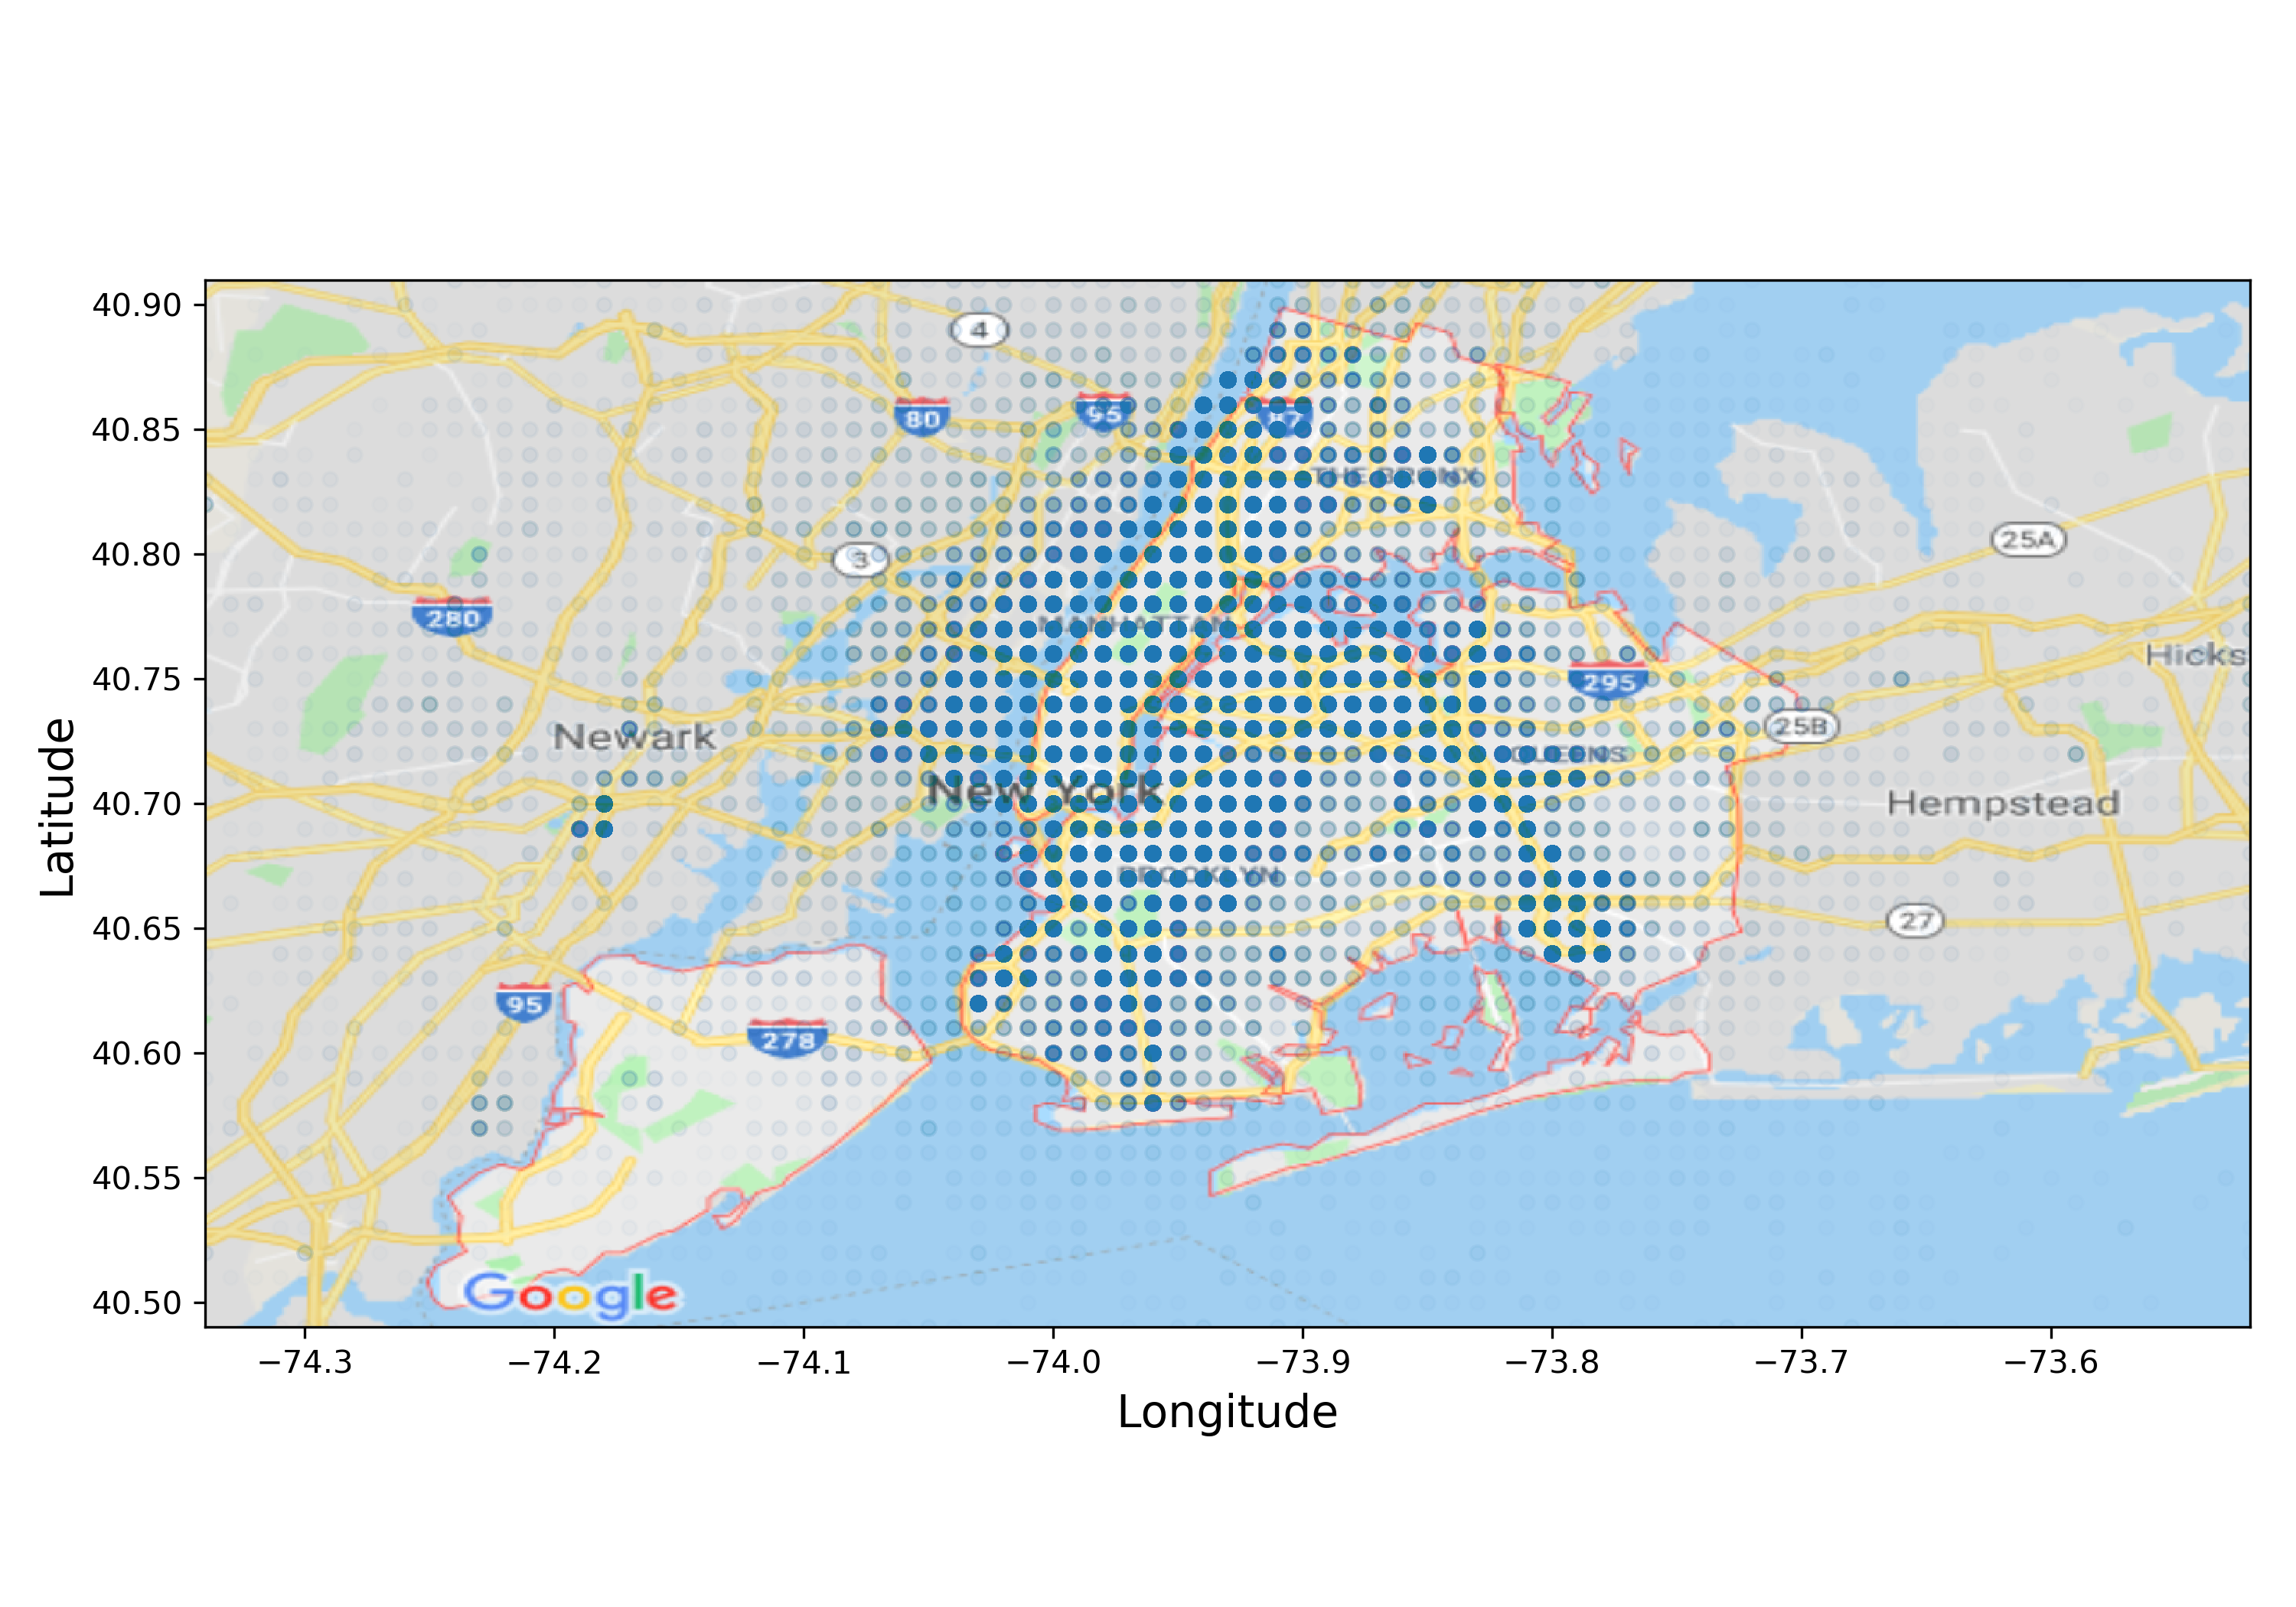 40.90
40.85
40.80
40.75
40.70
40.65
40.60
40.55
40.50
Latitude
4
80
95
87
THE BRONX
3
25A
280
MANHATTAN
Hicks
295
Newark
25B
QUEENS
New York
Hempstead
BROOKLYN
27
95
278
Google
−74.3
−74.2
−74.1
−74.0
−73.9
−73.8
−73.7
−73.6
Longitude